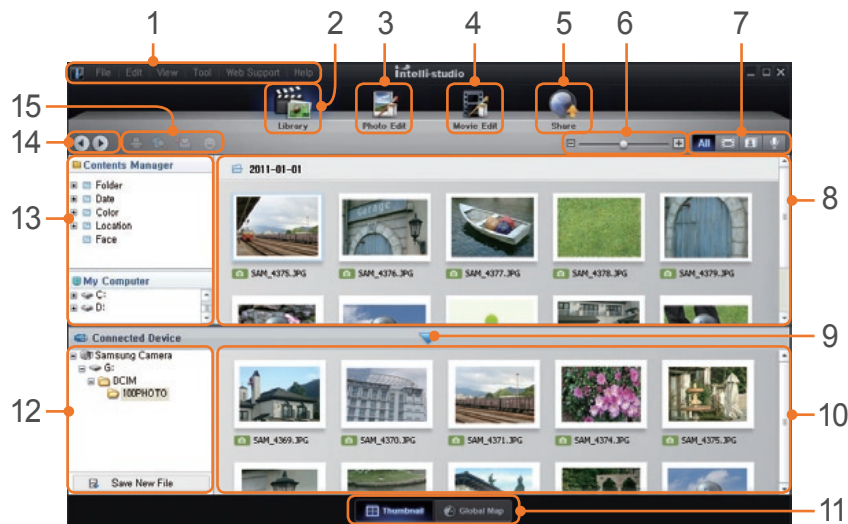 1 2 3 4 5 6 7
File Edit View Tool Web Support Help
intelli-studio
Library Photo Edit Movie Edit Share
15
14
All
Contents Manager
Folder
Date
Color
Location
Face
13
My Computer
C:
D:
2011-01-01
SAM_4375.JPG SAM_4376.JPG SAM_4377.JPG SAM_4378.JPG SAM_4379.JPG
8
Connected Device
9
Samsung Camera
G:
DCIM
100PHOTO
12
Save New File
SAM_4369.JPG SAM_4370.JPG SAM_4371.JPG SAM_4374.JPG SAM_4375.JPG
10
Thumbnail Global Map
11